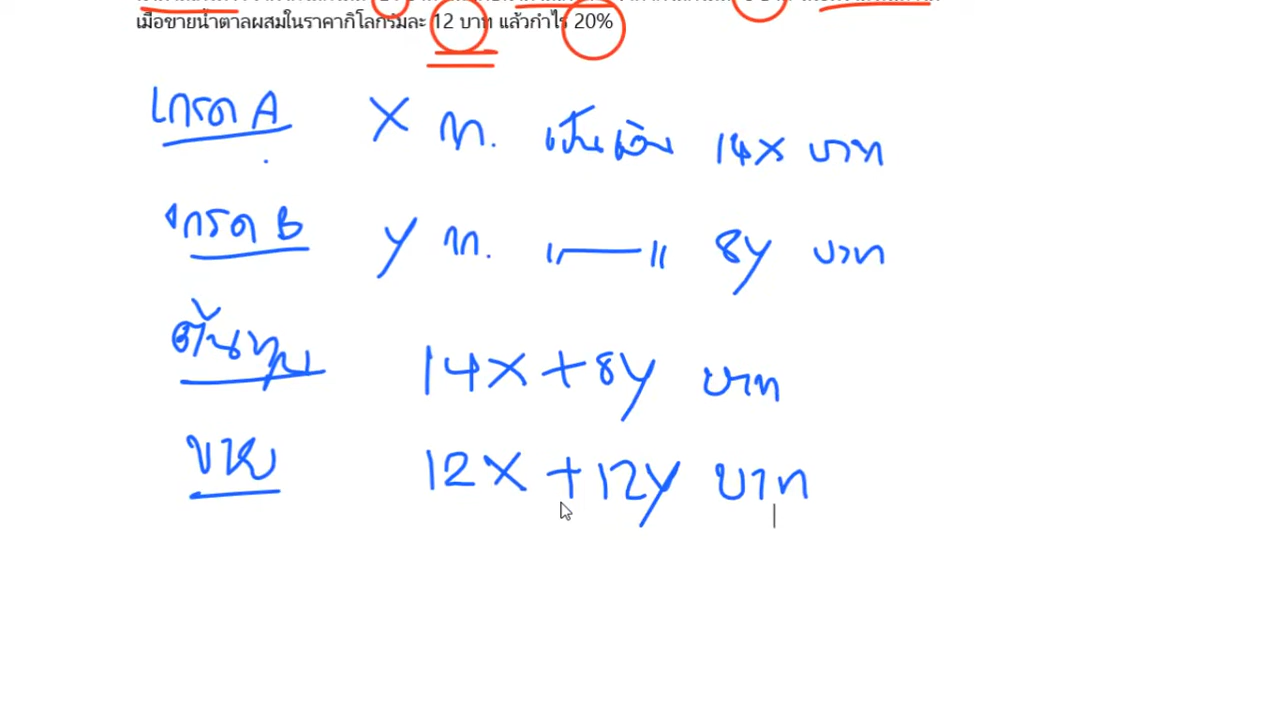 เมื่อขายน้ำตาลผสมในราคากิโลกรัมละ 12 บาท แล้วกำไร 20%
เกรด A x กก. เป็นเงิน 14x บาท
เกรด B y กก. " — " 8y บาท
ต้นทุน 14x + 8y บาท
ขาย 12x + 12y บาท